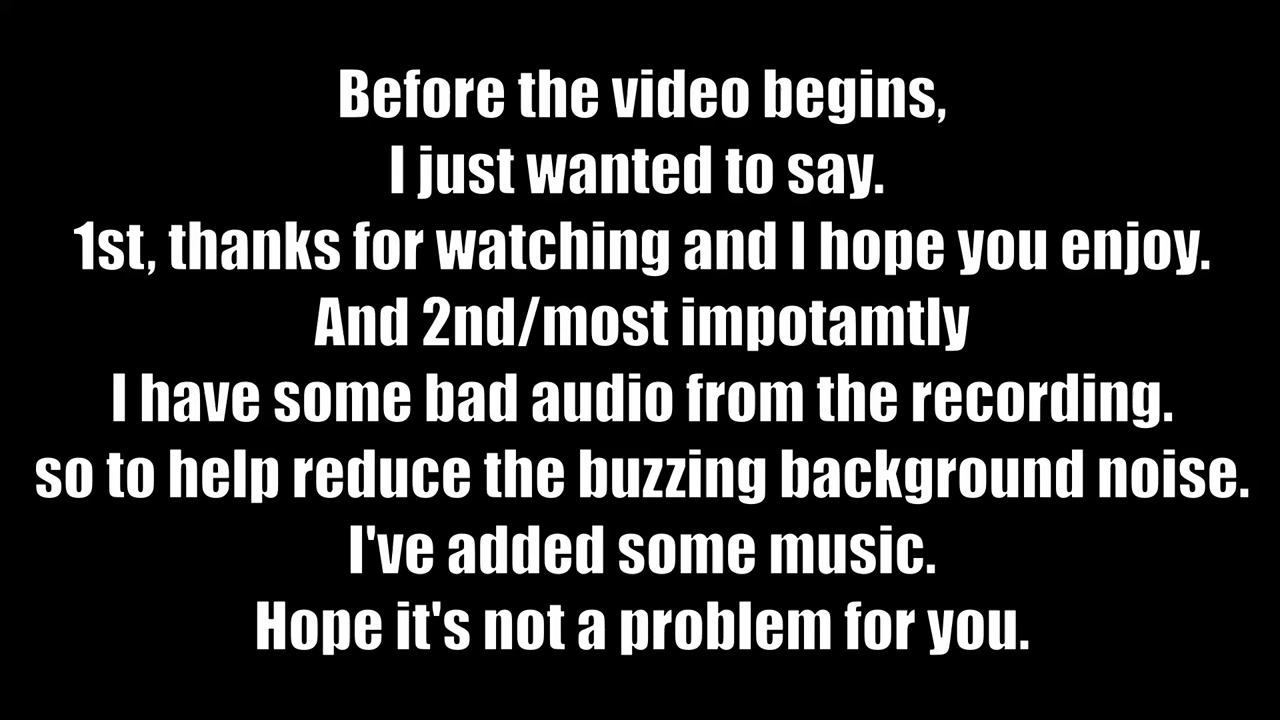 Before the video begins,
I just wanted to say.
1st, thanks for watching and I hope you enjoy.
And 2nd/most impotamtly
I have some bad audio from the recording.
so to help reduce the buzzing background noise.
I've added some music.
Hope it's not a problem for you.